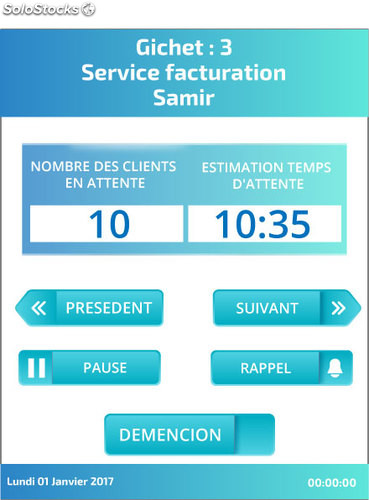 SoloStocks
Gichet : 3
Service facturation
Samir
NOMBRE DES CLIENTS
EN ATTENTE
ESTIMATION TEMPS
D'ATTENTE
10
10:35
PRESEDENT
SUIVANT
PAUSE
RAPPEL
DEMENCION
Lundi 01 Janvier 2017
00:00:00